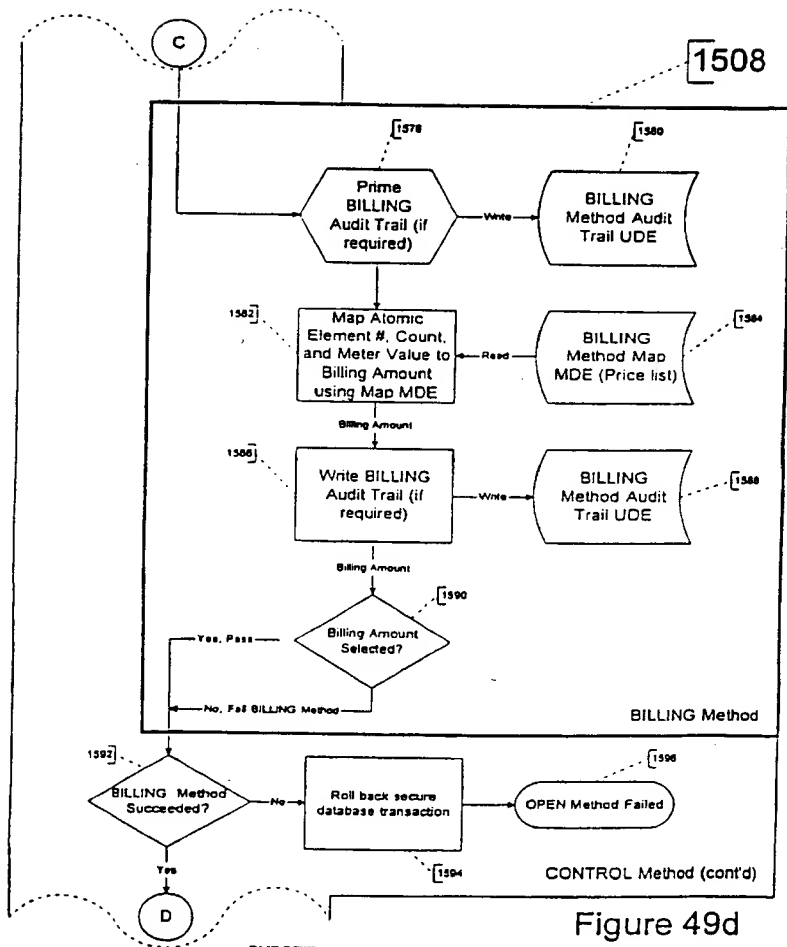 C
1508
1578
1580
Prime
BILLING
Audit Trail (if
required)
Write
BILLING
Method Audit
Trail UDE
1582
Map Atomic
Element #, Count,
and Meter Value to
Billing Amount
using Map MDE
Read
BILLING
Method Map
MDE (Price list)
1584
Billing Amount
1586
Write BILLING
Audit Trail (if
required)
Write
BILLING
Method Audit
Trail UDE
1588
Billing Amount
1590
Billing Amount
Selected?
Yes, Pass
No, Fail BILLING Method
BILLING Method
1592
BILLING Method
Succeeded?
No
Roll back secure
database transaction
1594
OPEN Method Failed
1596
Yes
CONTROL Method (cont'd)
D
Figure 49d